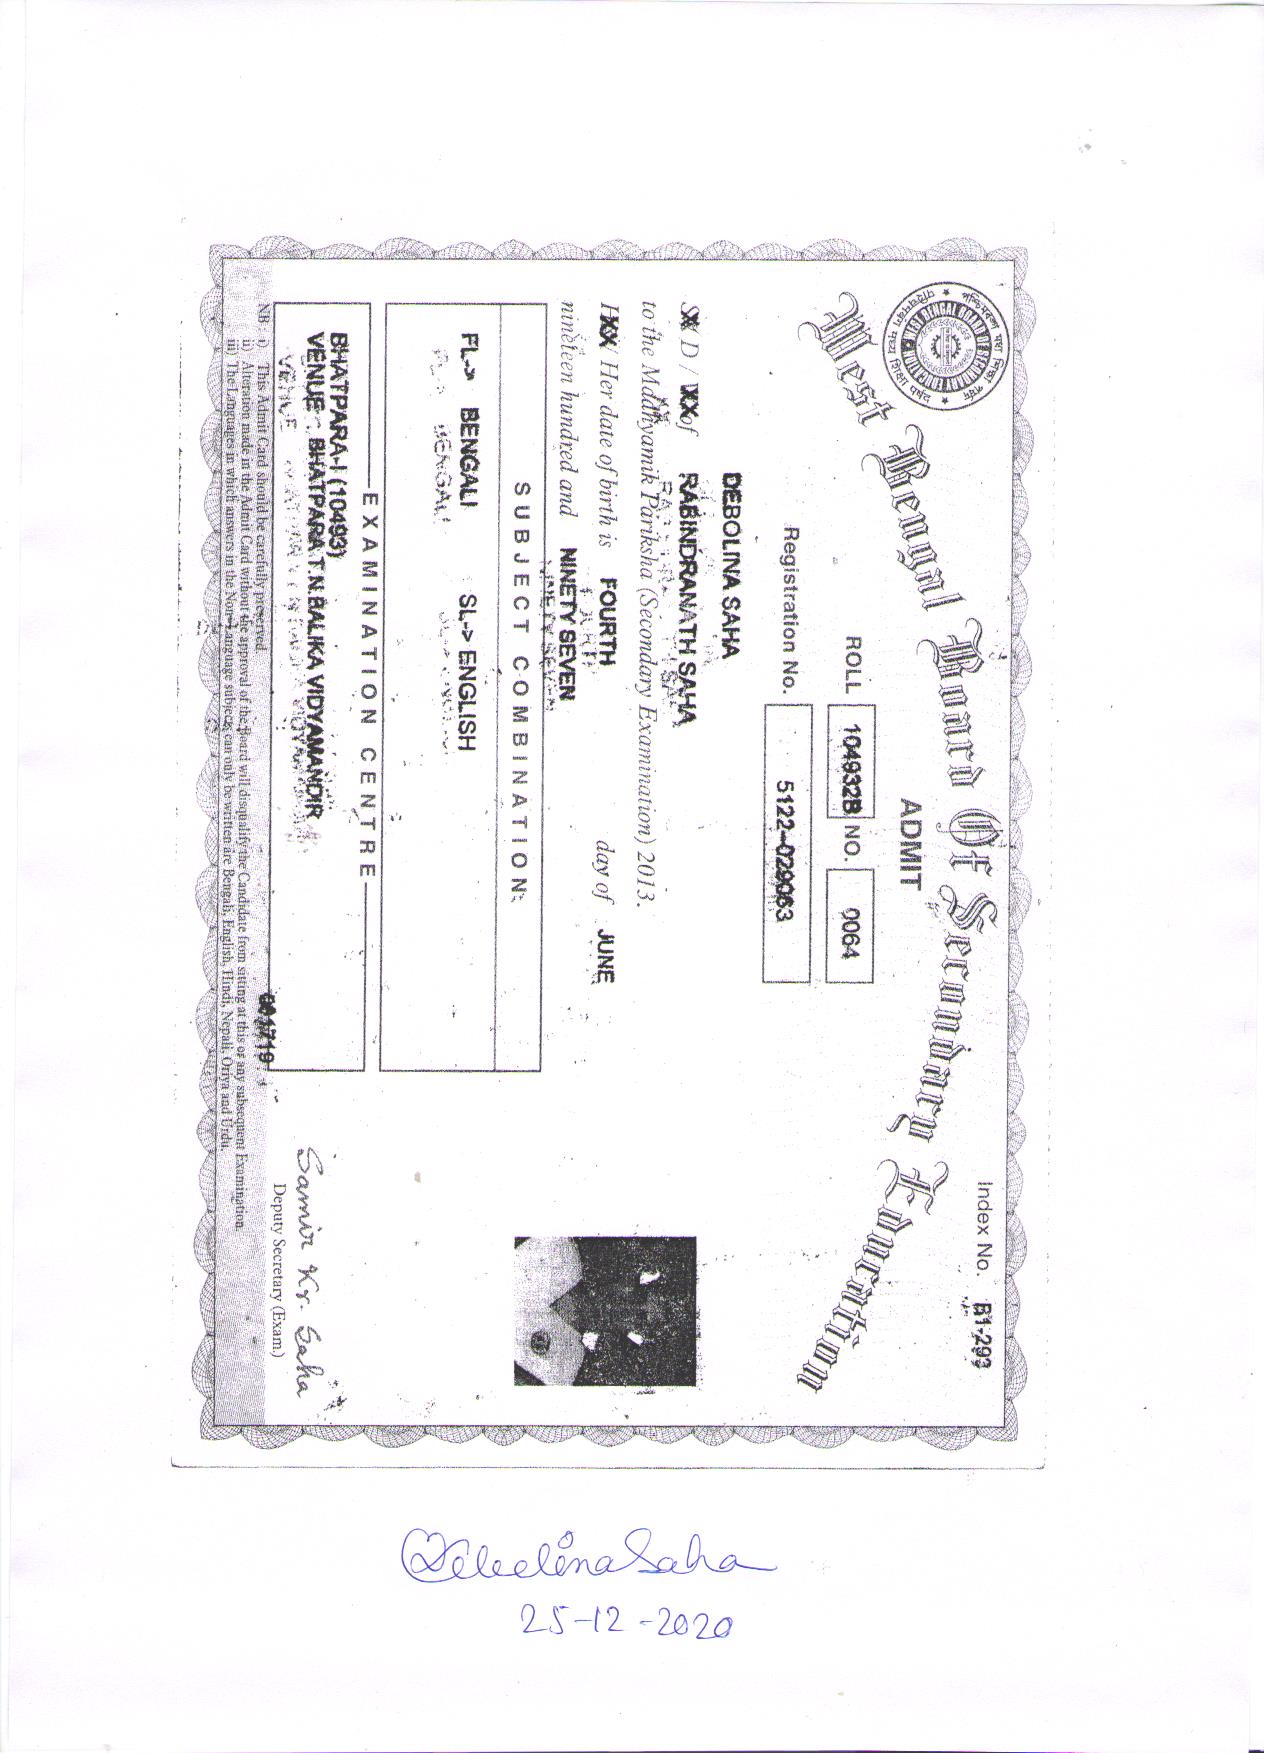 West Bengal Board Of Secondary Education
Index No. B1-293
ADMIT
ROLL 104932B NO. 0064
Registration No. 5122-029063
DEBOLINA SAHA
D / of RABINDRANATH SAHA
to the Madhyamik Pariksha (Secondary Examination) 2013.
/ Her date of birth is FOURTH day of JUNE
nineteen hundred and NINETY SEVEN
SUBJECT COMBINATION
FL-> BENGALI SL-> ENGLISH
EXAMINATION CENTRE
BHATPARA-I (10493)
VENUE : BHATPARA T.N.BALIKA VIDYAMANDIR
Samir Kr. Saha
Deputy Secretary (Exam.)
NB : i) This Admit Card should be carefully preserved
ii) Alteration made in the Admit Card without the approval of the Board will disqualify the Candidate from sitting at this or any subsequent Examination
iii) The Languages in which answers in the Non-Language subjects can only be written are Bengali, English, Hindi, Nepali, Oriya and Urdu.
Debolina Saha
25-12-2020